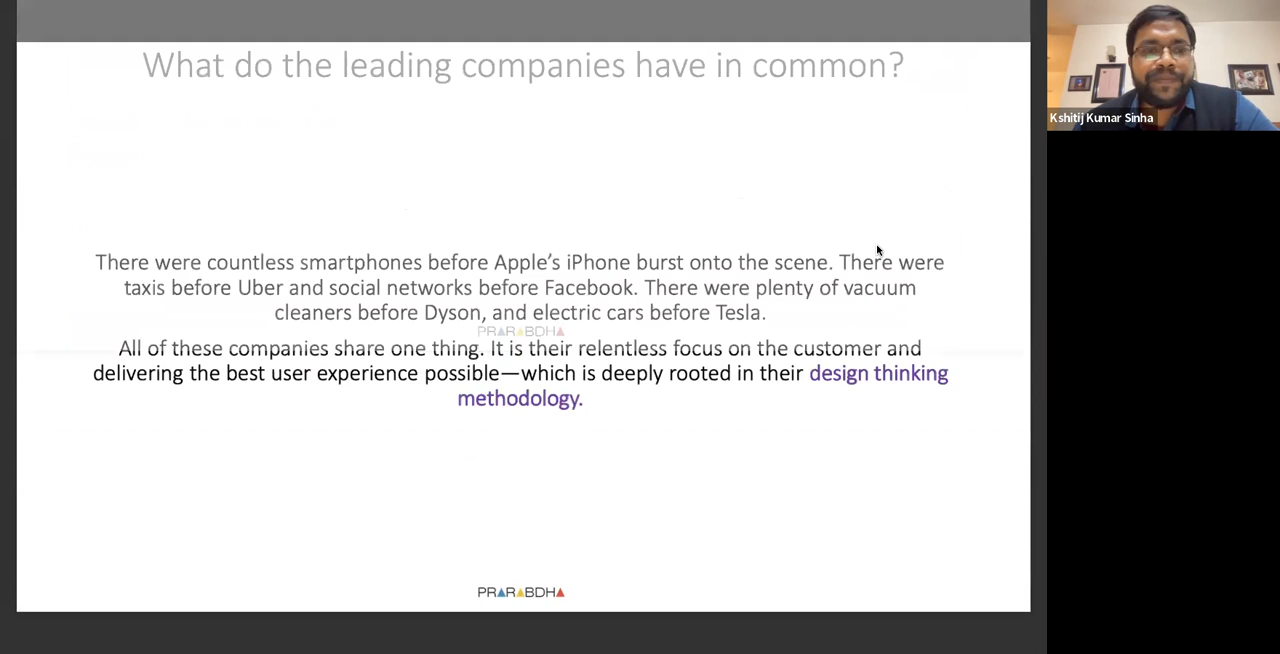 What do the leading companies have in common?
Kshitij Kumar Sinha
There were countless smartphones before Apple’s iPhone burst onto the scene. There were
taxis before Uber and social networks before Facebook. There were plenty of vacuum
cleaners before Dyson, and electric cars before Tesla.
PRARABDHA
All of these companies share one thing. It is their relentless focus on the customer and
delivering the best user experience possible—which is deeply rooted in their design thinking
methodology.
PRARABDHA